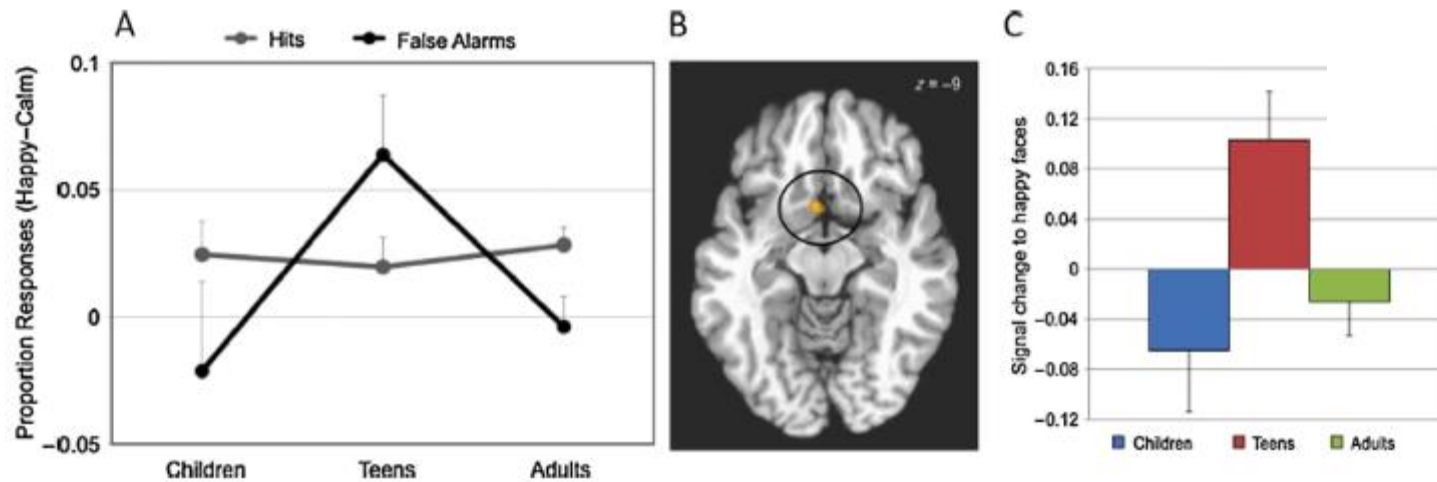 A
Hits
False Alarms
Proportion Responses (Happy-Calm)
0.1
0.05
0
-0.05
Children
Teens
Adults
B
z = -9
C
Signal change to happy faces
0.16
0.12
0.08
0.04
0
-0.04
-0.08
-0.12
Children
Teens
Adults